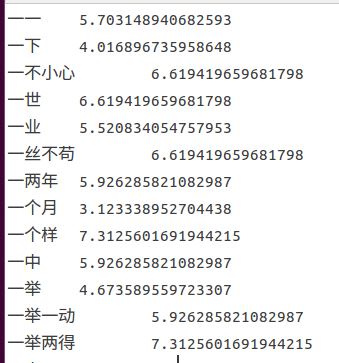 一一 5.703148940682593
一下 4.016896735958648
一不小心 6.619419659681798
一世 6.619419659681798
一业 5.520834054757953
一丝不苟 6.619419659681798
一两年 5.926285821082987
一个月 3.123338952704438
一个样 7.3125601691944215
一中 5.926285821082987
一举 4.673589559723307
一举一动 5.926285821082987
一举两得 7.3125601691944215